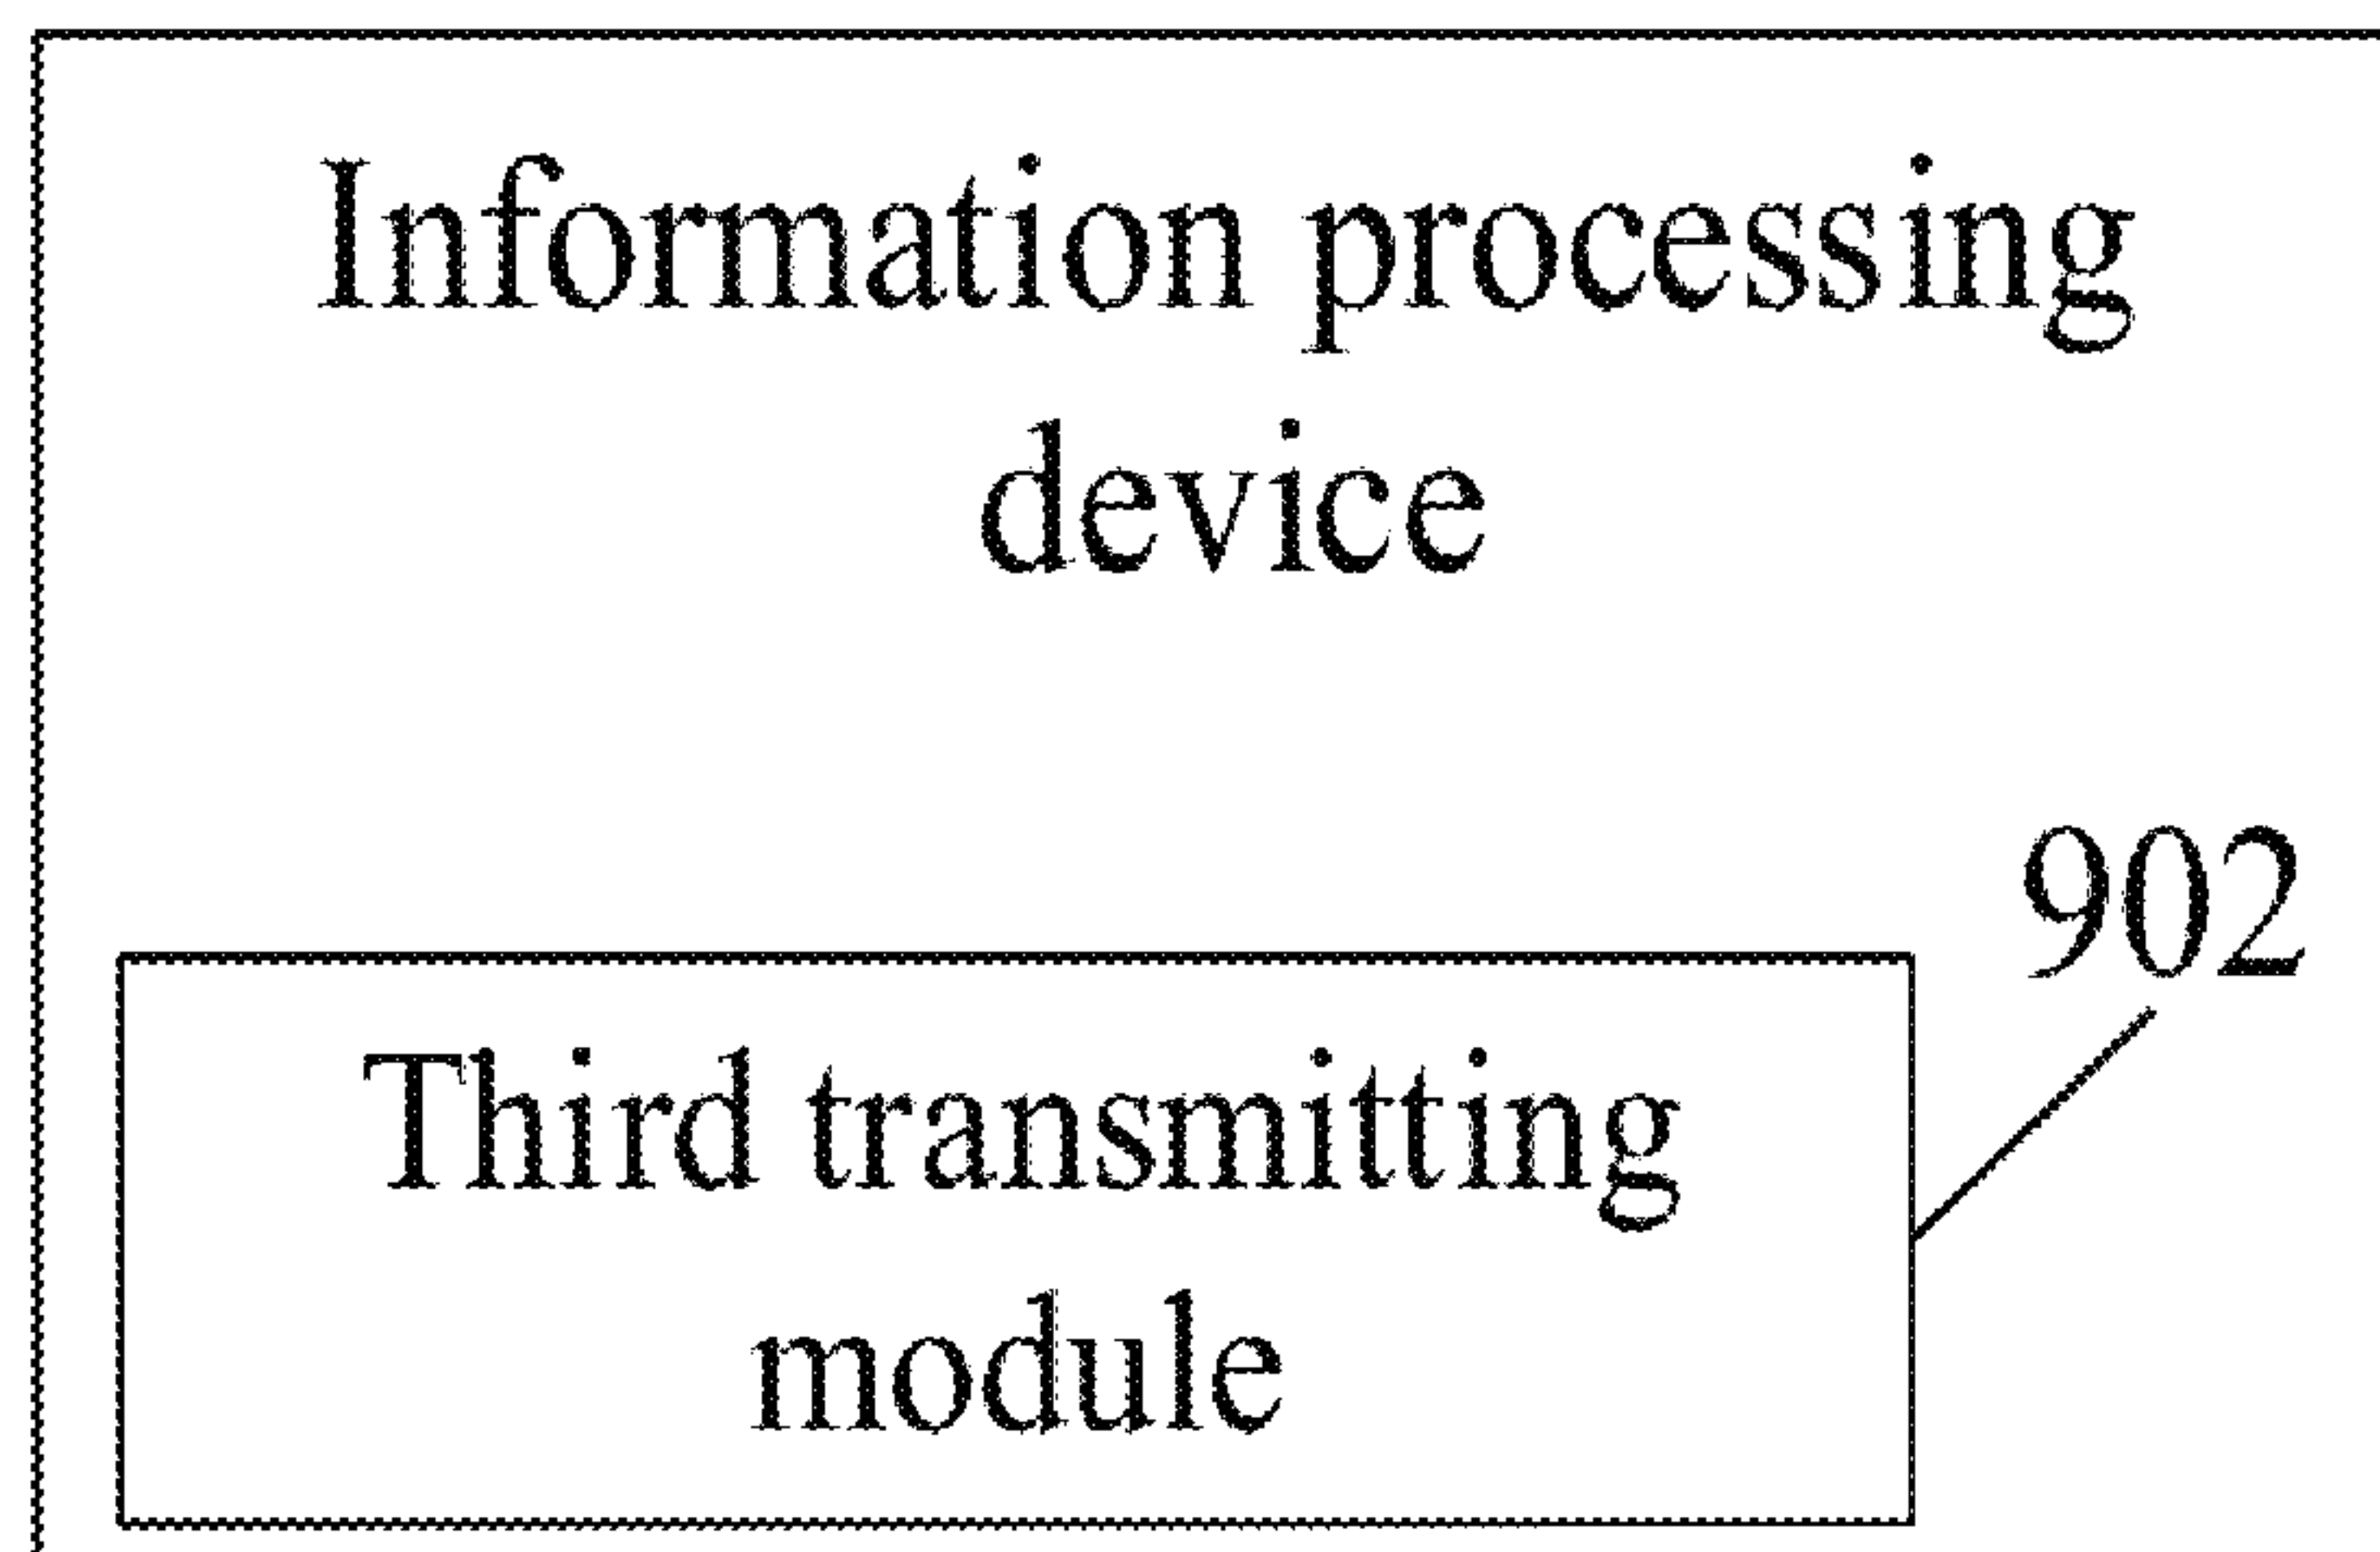 Information processing
device
902
Third transmitting
module